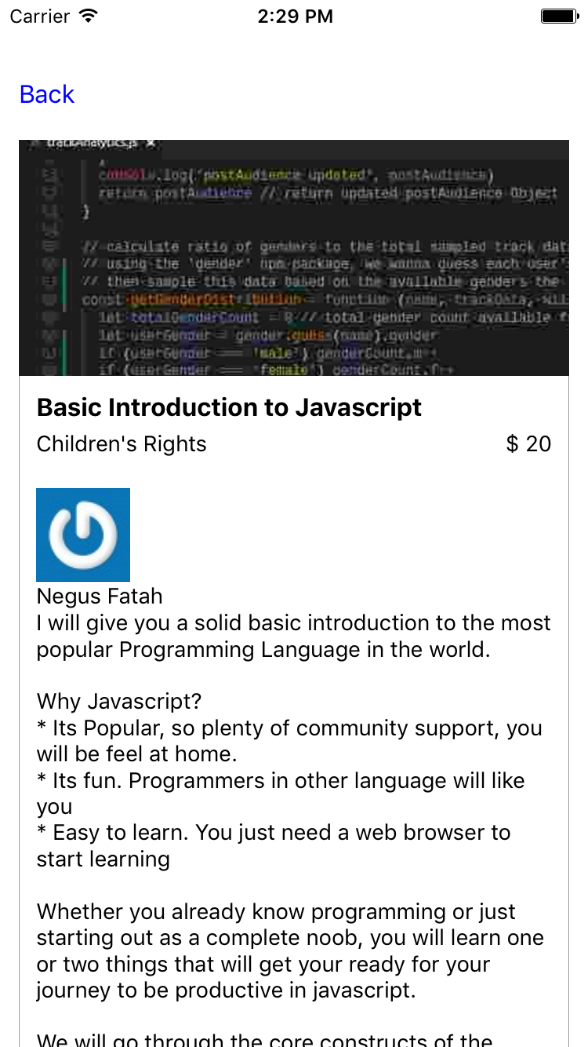 Carrier 2:29 PM
Back
trackAnalytics.js
console.log('postAudience updated', postAudience)
return postAudience // return updated postAudience Object
}
// calculate ratio of genders to the total sampled track dat
// using the 'gender' npm package, we wanna guess each user'
// then sample this data based on the available genders the
const getGenderDistribution = function (name, trackData,
let totalGenderCount = 0 // total gender count available f
let userGender = gender.guess(name).gender
if (userGender === 'male') genderCount.m++
if (userGender === 'female') genderCount.f++
Basic Introduction to Javascript
Children's Rights $ 20
Negus Fatah
I will give you a solid basic introduction to the most
popular Programming Language in the world.
Why Javascript?
* Its Popular, so plenty of community support, you
will be feel at home.
* Its fun. Programmers in other language will like
you
* Easy to learn. You just need a web browser to
start learning
Whether you already know programming or just
starting out as a complete noob, you will learn one
or two things that will get your ready for your
journey to be productive in javascript.
We will go through the core constructs of the